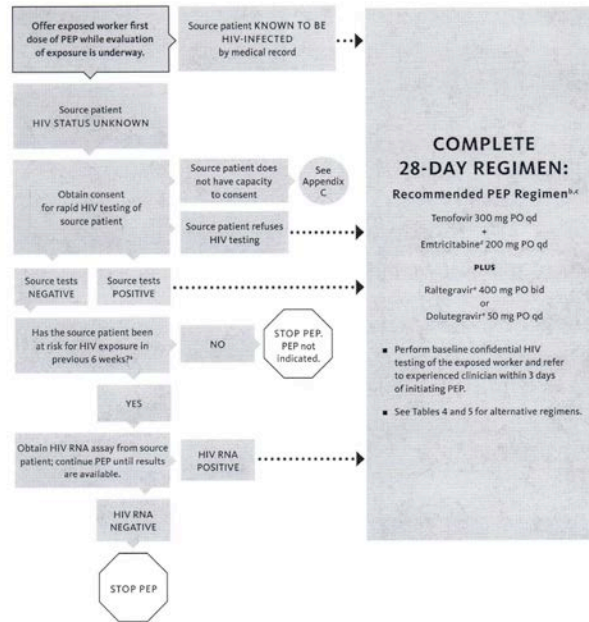 Offer exposed worker first
dose of PEP while evaluation
of exposure is underway.
Source patient KNOWN TO BE
HIV-INFECTED
by medical record
Source patient
HIV STATUS UNKNOWN
Obtain consent
for rapid HIV testing of
source patient
Source patient does
not have capacity
to consent
See
Appendix
C
Source patient refuses
HIV testing
Source tests
NEGATIVE
Source tests
POSITIVE
Has the source patient been
at risk for HIV exposure in
previous 6 weeks?ª
NO
STOP PEP.
PEP not
indicated.
YES
Obtain HIV RNA assay from source
patient; continue PEP until results
are available.
HIV RNA
POSITIVE
HIV RNA
NEGATIVE
STOP PEP
COMPLETE
28-DAY REGIMEN:
Recommended PEP Regimenᵇ,ᶜ
Tenofovir 300 mg PO qd
+
Emtricitabineᵈ 200 mg PO qd
PLUS
Raltegravirᵉ 400 mg PO bid
or
Dolutegravirᵉ 50 mg PO qd
■ Perform baseline confidential HIV
testing of the exposed worker and refer
to experienced clinician within 3 days
of initiating PEP.
■ See Tables 4 and 5 for alternative regimens.